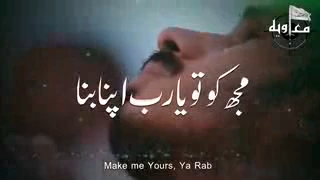 معاویہ
مجھ کو تو یا رب اپنا بنا
Make me Yours, Ya Rab